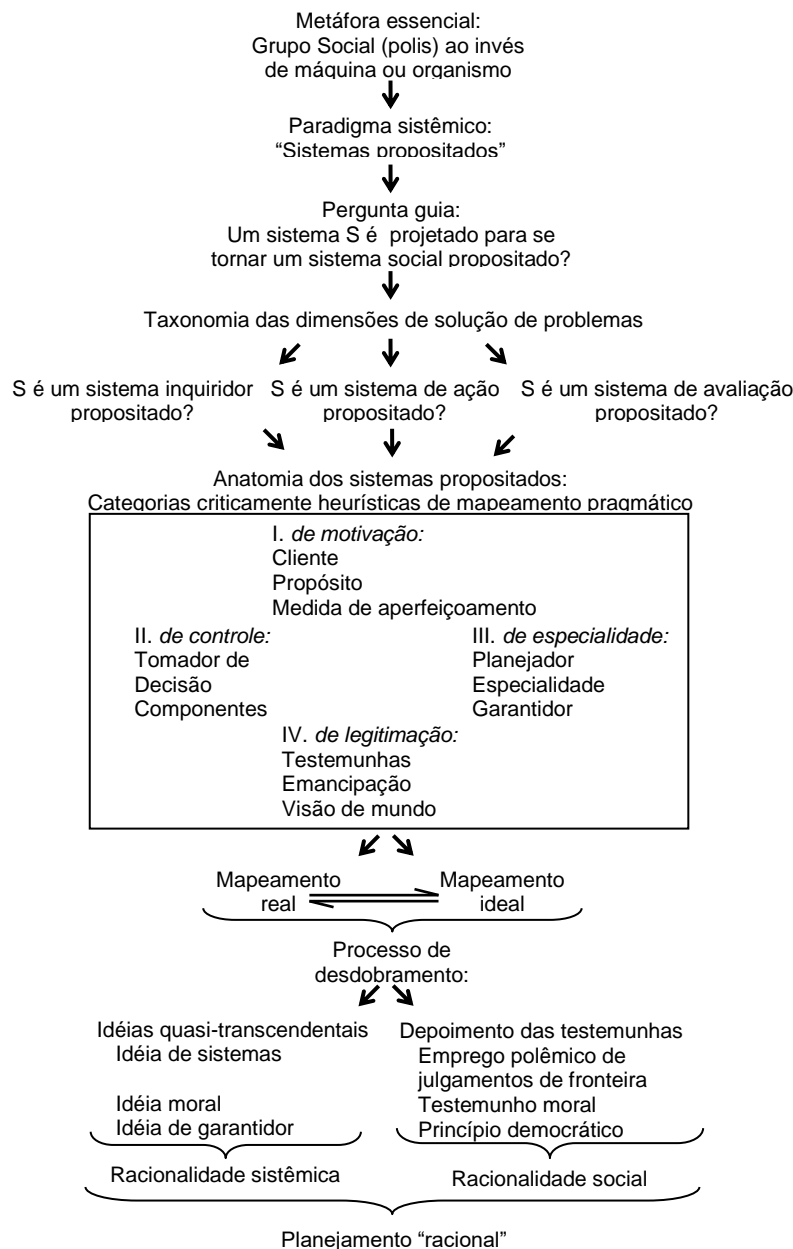 Metáfora essencial:
Grupo Social (polis) ao invés
de máquina ou organismo
Paradigma sistêmico:
“Sistemas propositados”
Pergunta guia:
Um sistema S é projetado para se
tornar um sistema social propositado?
Taxonomia das dimensões de solução de problemas
S é um sistema inquiridor
propositado?
S é um sistema de ação
propositado?
S é um sistema de avaliação
propositado?
Anatomia dos sistemas propositados:
Categorias criticamente heurísticas de mapeamento pragmático
I. de motivação:
Cliente
Propósito
Medida de aperfeiçoamento
II. de controle:
Tomador de
Decisão
Componentes
III. de especialidade:
Planejador
Especialidade
Garantidor
IV. de legitimação:
Testemunhas
Emancipação
Visão de mundo
Mapeamento
real
Mapeamento
ideal
Processo de
desdobramento:
Idéias quasi-transcendentais
Idéia de sistemas
Idéia moral
Idéia de garantidor
Depoimento das testemunhas
Emprego polêmico de
julgamentos de fronteira
Testemunho moral
Princípio democrático
Racionalidade sistêmica
Racionalidade social
Planejamento “racional”